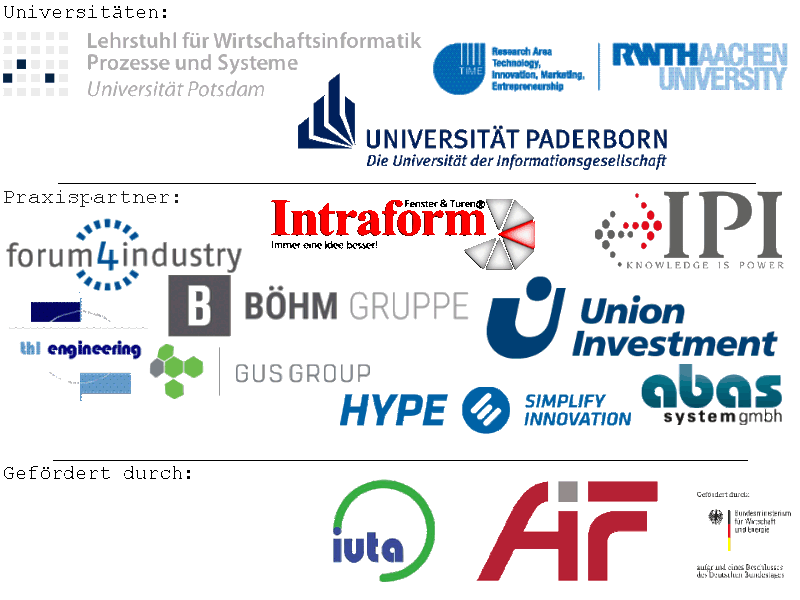 Universitäten:
Lehrstuhl für Wirtschaftsinformatik
Prozesse und Systeme
Universität Potsdam
TIME
Research Area
Technology,
Innovation, Marketing,
Entrepreneurship
RWTHAACHEN
UNIVERSITY
UNIVERSITÄT PADERBORN
Die Universität der Informationsgesellschaft
Praxispartner:
forum4industry
Fenster & Turen®
Intraform
Immer eine Idee besser!
IPI
KNOWLEDGE IS POWER
B BÖHM GRUPPE
Union
Investment
thl engineering
GUS GROUP
HYPE
SIMPLIFY
INNOVATION
abas
system gmbh
Gefördert durch:
iuta
AiF
Gefördert durch:
Bundesministerium
für Wirtschaft
und Energie
aufgrund eines Beschlusses
des Deutschen Bundestages